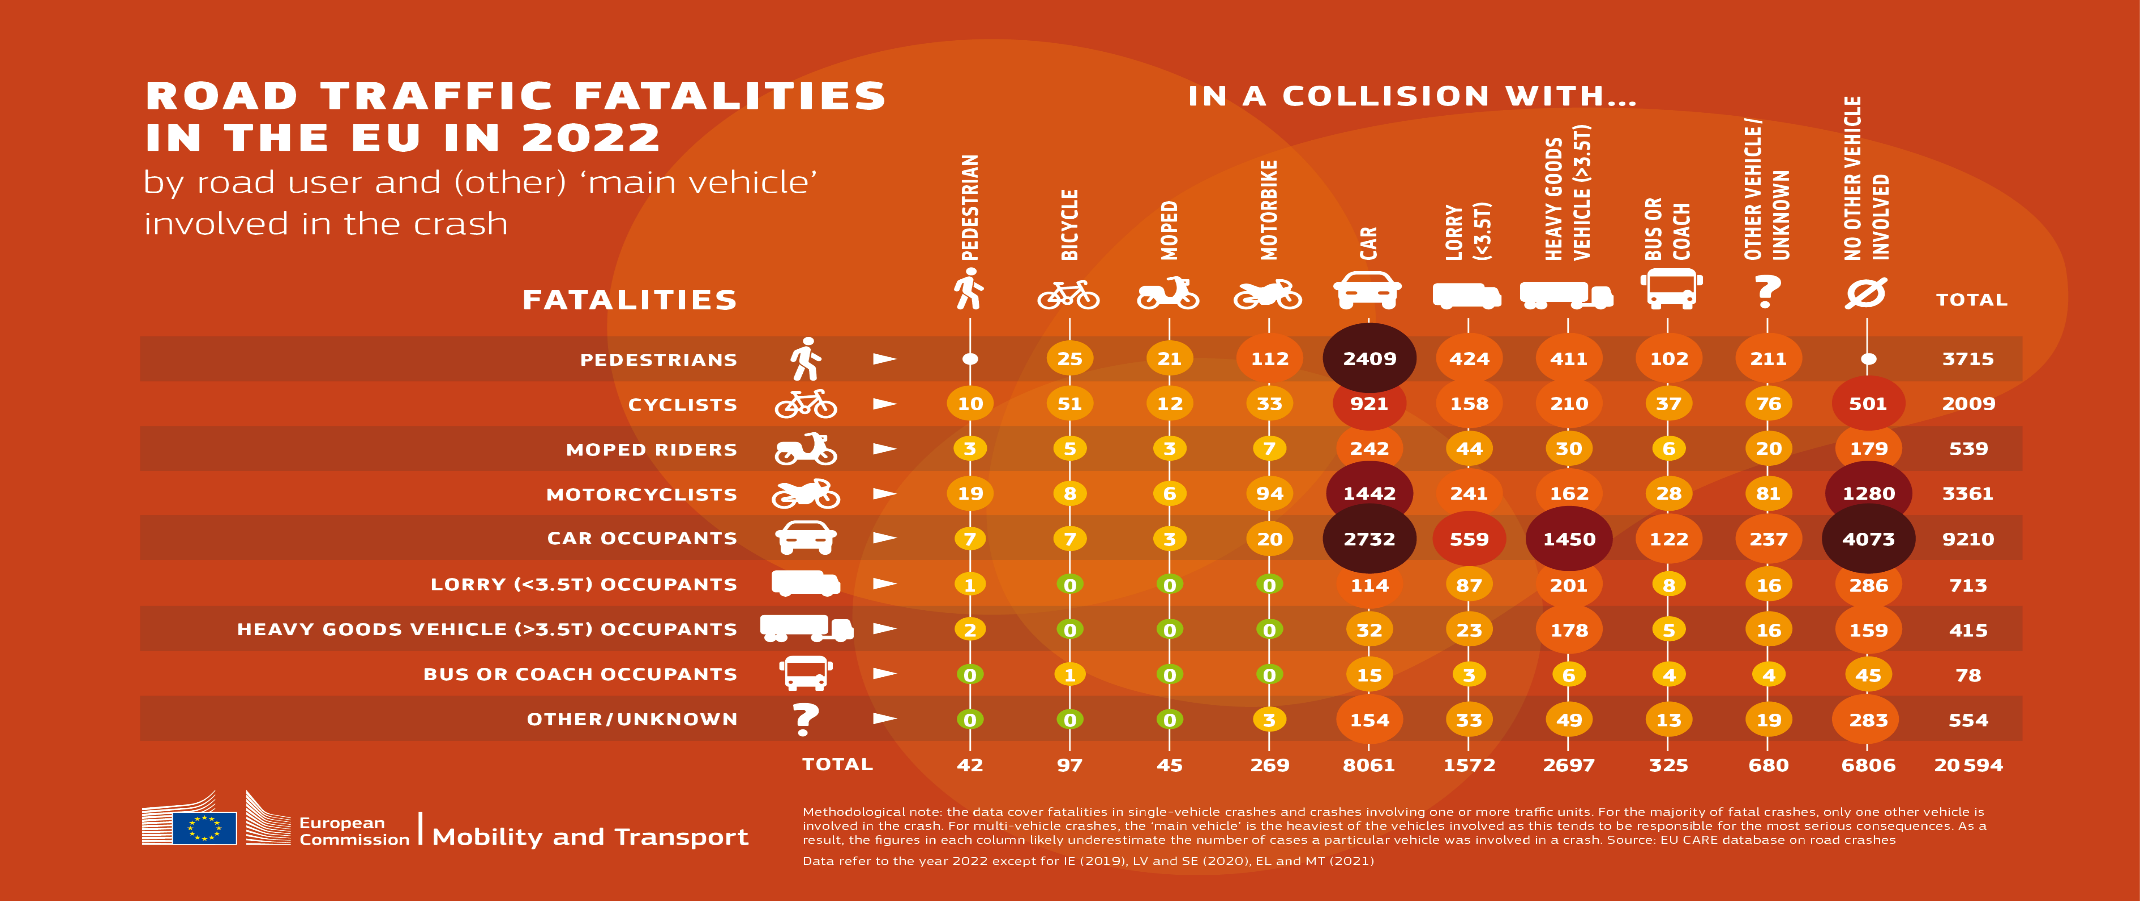 ROAD TRAFFIC FATALITIES
IN THE EU IN 2022
by road user and (other) ‘main vehicle’
involved in the crash
IN A COLLISION WITH...
FATALITIES
PEDESTRIAN
BICYCLE
MOPED
MOTORBIKE
CAR
LORRY
(<3.5T)
HEAVY GOODS
VEHICLE (>3.5T)
BUS OR
COACH
OTHER VEHICLE/
UNKNOWN
NO OTHER VEHICLE
INVOLVED
TOTAL
PEDESTRIANS 25 21 112 2409 424 411 102 211 3715
CYCLISTS 10 51 12 33 921 158 210 37 76 501 2009
MOPED RIDERS 3 5 3 7 242 44 30 6 20 179 539
MOTORCYCLISTS 19 8 6 94 1442 241 162 28 81 1280 3361
CAR OCCUPANTS 7 7 3 20 2732 559 1450 122 237 4073 9210
LORRY (<3.5T) OCCUPANTS 1 0 0 0 114 87 201 8 16 286 713
HEAVY GOODS VEHICLE (>3.5T) OCCUPANTS 2 0 0 0 32 23 178 5 16 159 415
BUS OR COACH OCCUPANTS 0 1 0 0 15 3 6 4 4 45 78
OTHER/UNKNOWN ? 0 0 0 3 154 33 49 13 19 283 554
TOTAL 42 97 45 269 8061 1572 2697 325 680 6806 20 594
European
Commission
Mobility and Transport
Methodological note: the data cover fatalities in single-vehicle crashes and crashes involving one or more traffic units. For the majority of fatal crashes, only one other vehicle is
involved in the crash. For multi-vehicle crashes, the ‘main vehicle’ is the heaviest of the vehicles involved as this tends to be responsible for the most serious consequences. As a
result, the figures in each column likely underestimate the number of cases a particular vehicle was involved in a crash. Source: EU CARE database on road crashes
Data refer to the year 2022 except for IE (2019), LV and SE (2020), EL and MT (2021)